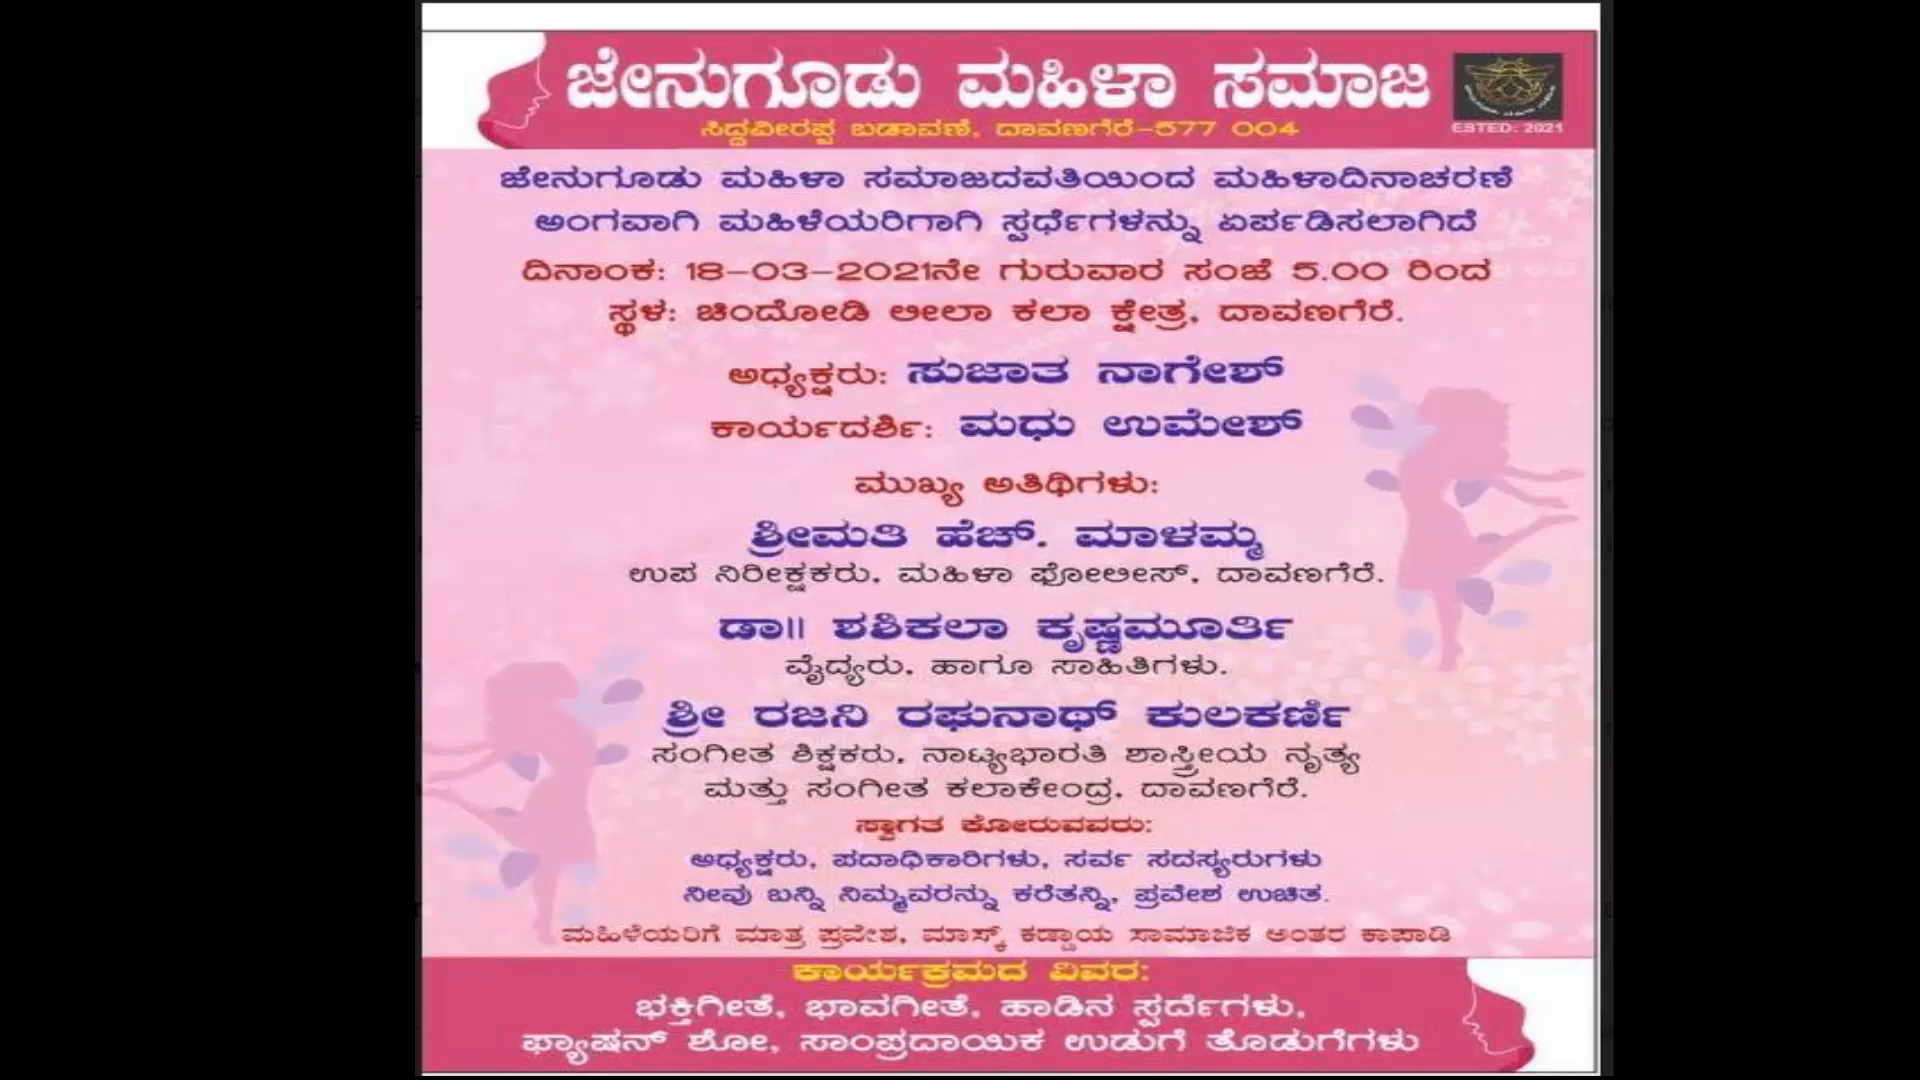 ಜೇನುಗೂಡು ಮಹಿಳಾ ಸಮಾಜ
ಸಿದ್ದವೀರಪ್ಪ ಬಡಾವಣೆ, ದಾವಣಗೆರೆ-577 004
ESTED: 2021
ಜೇನುಗೂಡು ಮಹಿಳಾ ಸಮಾಜದವತಿಯಿಂದ ಮಹಿಳಾದಿನಾಚರಣೆ
ಅಂಗವಾಗಿ ಮಹಿಳೆಯರಿಗಾಗಿ ಸ್ಪರ್ಧೆಗಳನ್ನು ಏರ್ಪಡಿಸಲಾಗಿದೆ
ದಿನಾಂಕ: 18-03-2021ನೇ ಗುರುವಾರ ಸಂಜೆ 5.00 ರಿಂದ
ಸ್ಥಳ: ಚಿಂದೋಡಿ ಲೀಲಾ ಕಲಾ ಕ್ಷೇತ್ರ, ದಾವಣಗೆರೆ.
ಅಧ್ಯಕ್ಷರು: ಸುಜಾತ ನಾಗೇಶ್
ಕಾರ್ಯದರ್ಶಿ: ಮಧು ಉಮೇಶ್
ಮುಖ್ಯ ಅತಿಥಿಗಳು:
ಶ್ರೀಮತಿ ಹೆಚ್. ಮಾಳಮ್ಮ
ಉಪ ನಿರೀಕ್ಷಕರು, ಮಹಿಳಾ ಪೋಲೀಸ್, ದಾವಣಗೆರೆ.
ಡಾ|| ಶಶಿಕಲಾ ಕೃಷ್ಣಮೂರ್ತಿ
ವೈದ್ಯರು, ಹಾಗೂ ಸಾಹಿತಿಗಳು.
ಶ್ರೀ ರಜನಿ ರಘುನಾಥ್ ಕುಲಕರ್ಣಿ
ಸಂಗೀತ ಶಿಕ್ಷಕರು, ನಾಟ್ಯಭಾರತಿ ಶಾಸ್ತ್ರೀಯ ನೃತ್ಯ
ಮತ್ತು ಸಂಗೀತ ಕಲಾಕೇಂದ್ರ, ದಾವಣಗೆರೆ.
ಸ್ವಾಗತ ಕೋರುವವರು:
ಅಧ್ಯಕ್ಷರು, ಪದಾಧಿಕಾರಿಗಳು, ಸರ್ವ ಸದಸ್ಯರುಗಳು
ನೀವು ಬನ್ನಿ ನಿಮ್ಮವರನ್ನು ಕರೆತನ್ನಿ, ಪ್ರವೇಶ ಉಚಿತ.
ಮಹಿಳೆಯರಿಗೆ ಮಾತ್ರ ಪ್ರವೇಶ, ಮಾಸ್ಕ್ ಕಡ್ಡಾಯ ಸಾಮಾಜಿಕ ಅಂತರ ಕಾಪಾಡಿ
ಕಾರ್ಯಕ್ರಮದ ವಿವರ:
ಭಕ್ತಿಗೀತೆ, ಭಾವಗೀತೆ, ಹಾಡಿನ ಸ್ಪರ್ದೆಗಳು,
ಫ್ಯಾಷನ್ ಶೋ, ಸಾಂಪ್ರದಾಯಿಕ ಉಡುಗೆ ತೊಡುಗೆಗಳು